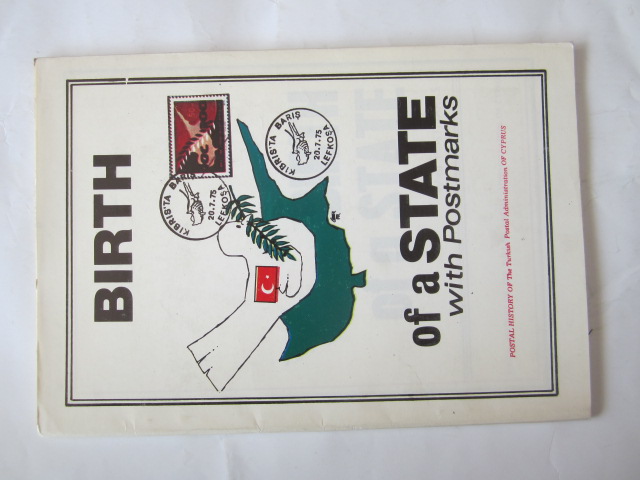 BIRTH
KIBRIS'TA BARIŞ
20.7.75
LEFKOŞA
KIBRIS'TA BARIŞ
20.7.75
LEFKOŞA
of a STATE
with Postmarks
POSTAL HISTORY OF The Turkish Postal Administration OF CYPRUS